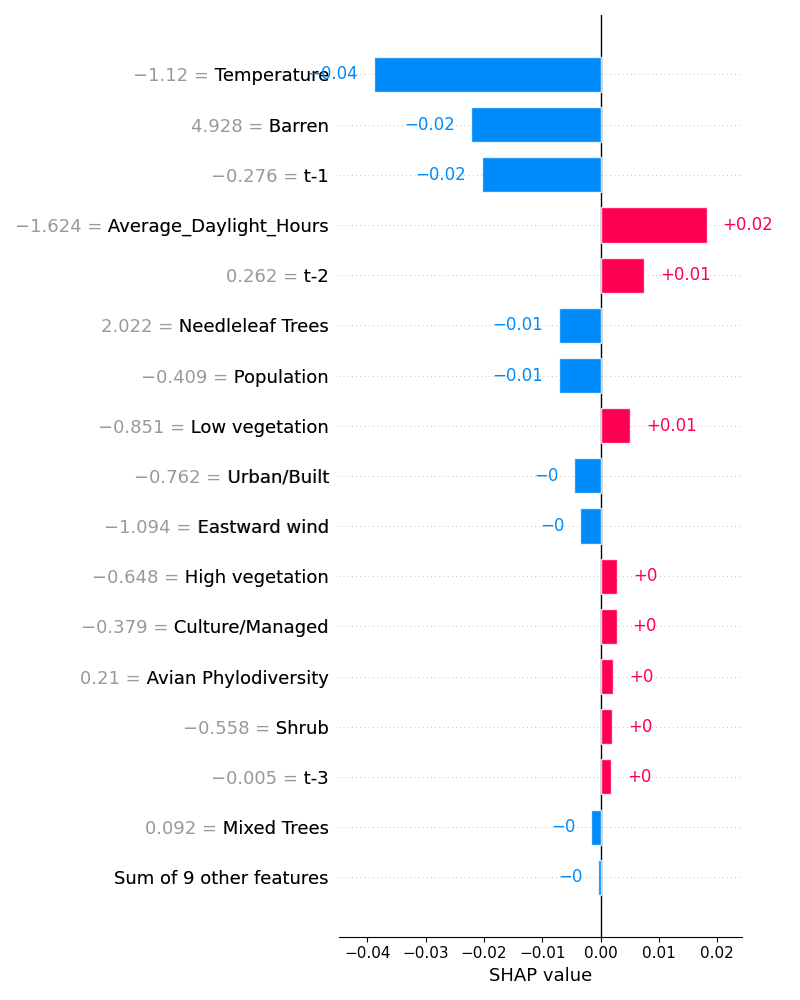 −1.12 = Temperature −0.04
4.928 = Barren −0.02
−0.276 = t-1 −0.02
−1.624 = Average_Daylight_Hours +0.02
0.262 = t-2 +0.01
2.022 = Needleleaf Trees −0.01
−0.409 = Population −0.01
−0.851 = Low vegetation +0.01
−0.762 = Urban/Built −0
−1.094 = Eastward wind −0
−0.648 = High vegetation +0
−0.379 = Culture/Managed +0
0.21 = Avian Phylodiversity +0
−0.558 = Shrub +0
−0.005 = t-3 +0
0.092 = Mixed Trees −0
Sum of 9 other features −0
−0.04 −0.03 −0.02 −0.01 0.00 0.01 0.02
SHAP value